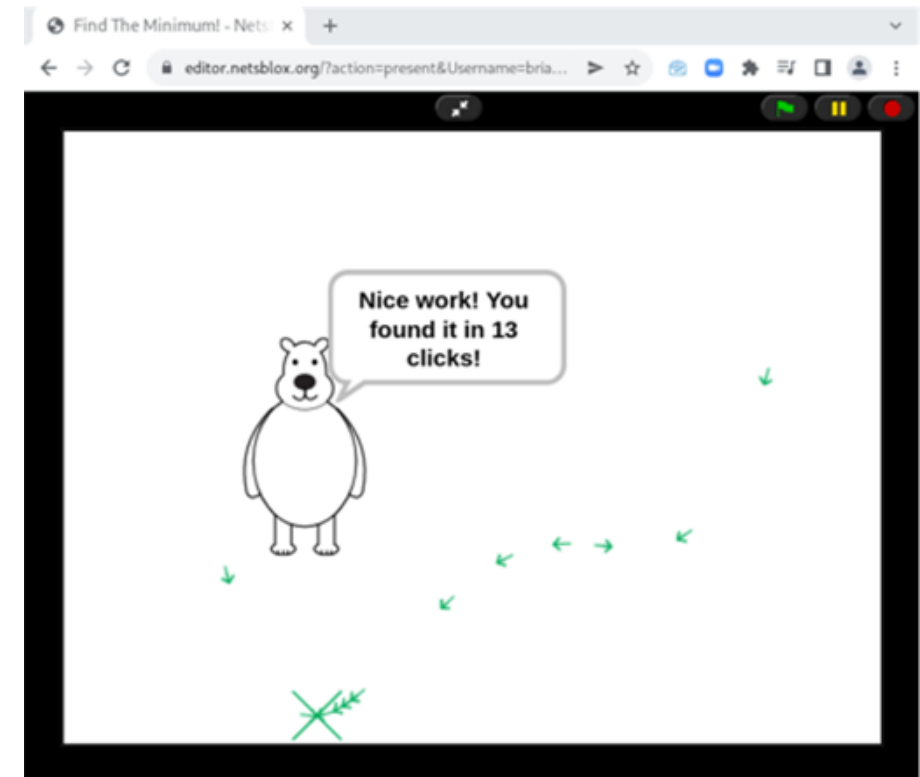 Find The Minimum! - Nets
editor.netsblox.org/?action=present&Username=bria...
Nice work! You
found it in 13
clicks!